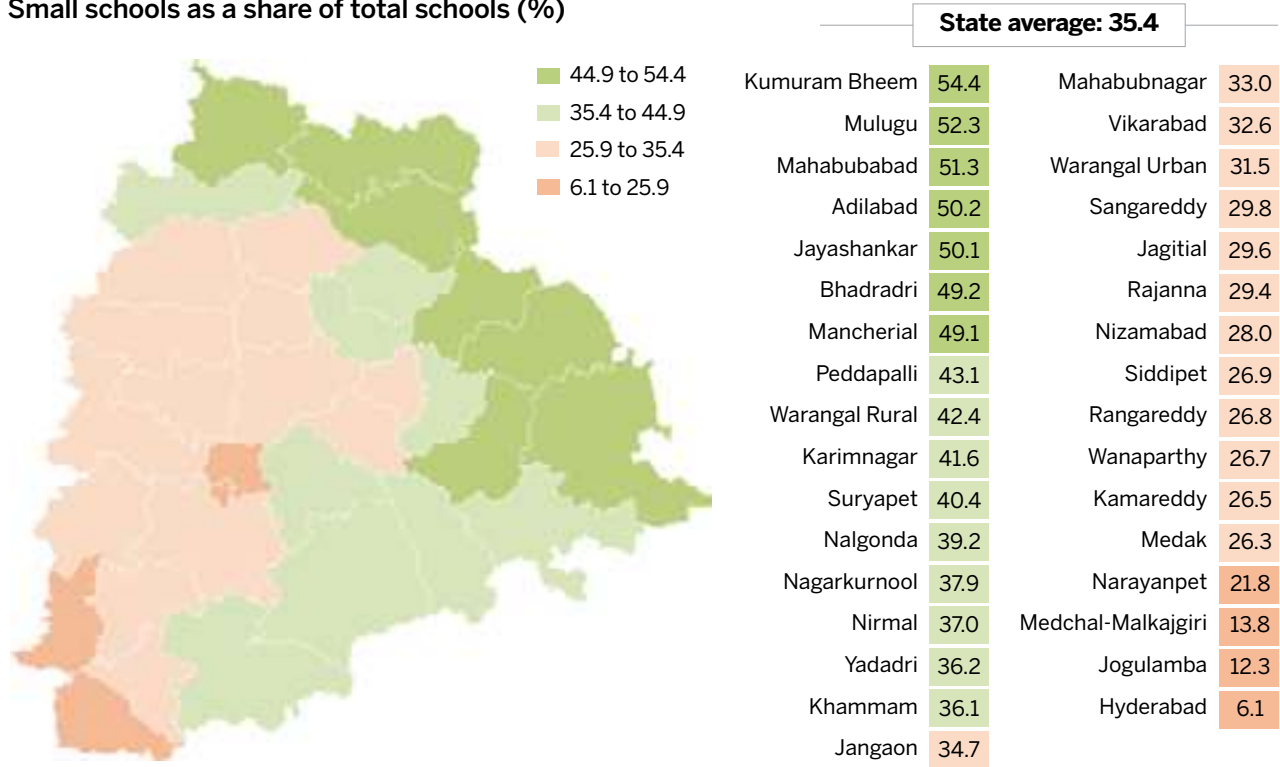 Small schools as a share of total schools (%)
44.9 to 54.4
35.4 to 44.9
25.9 to 35.4
6.1 to 25.9
State average: 35.4
Kumuram Bheem 54.4
Mulugu 52.3
Mahabubabad 51.3
Adilabad 50.2
Jayashankar 50.1
Bhadradri 49.2
Mancherial 49.1
Peddapalli 43.1
Warangal Rural 42.4
Karimnagar 41.6
Suryapet 40.4
Nalgonda 39.2
Nagarkurnool 37.9
Nirmal 37.0
Yadadri 36.2
Khammam 36.1
Jangaon 34.7
Mahabubnagar 33.0
Vikarabad 32.6
Warangal Urban 31.5
Sangareddy 29.8
Jagitial 29.6
Rajanna 29.4
Nizamabad 28.0
Siddipet 26.9
Rangareddy 26.8
Wanaparthy 26.7
Kamareddy 26.5
Medak 26.3
Narayanpet 21.8
Medchal-Malkajgiri 13.8
Jogulamba 12.3
Hyderabad 6.1